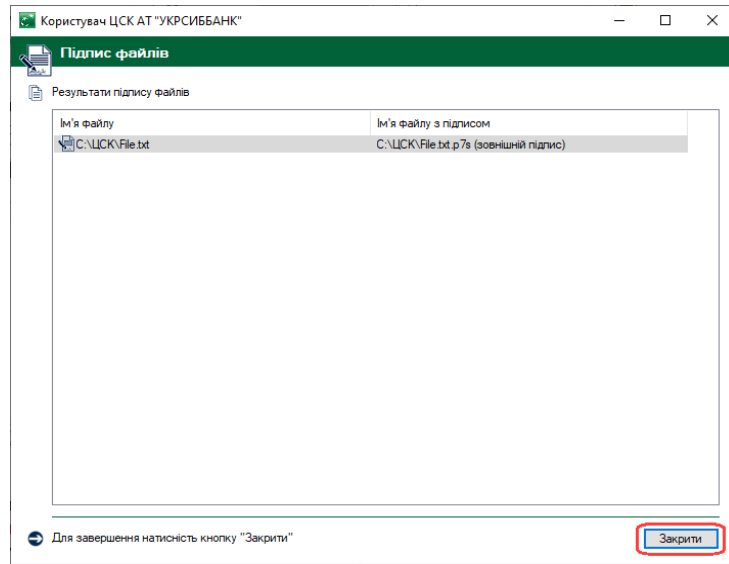 Користувач ЦСК АТ "УКРСИББАНК"
Підпис файлів
Результати підпису файлів
Ім'я файлу Ім'я файлу з підписом
C:\ЦСК\File.txt C:\ЦСК\File.txt.p7s (зовнішній підпис)
Для завершення натисність кнопку "Закрити" Закрити